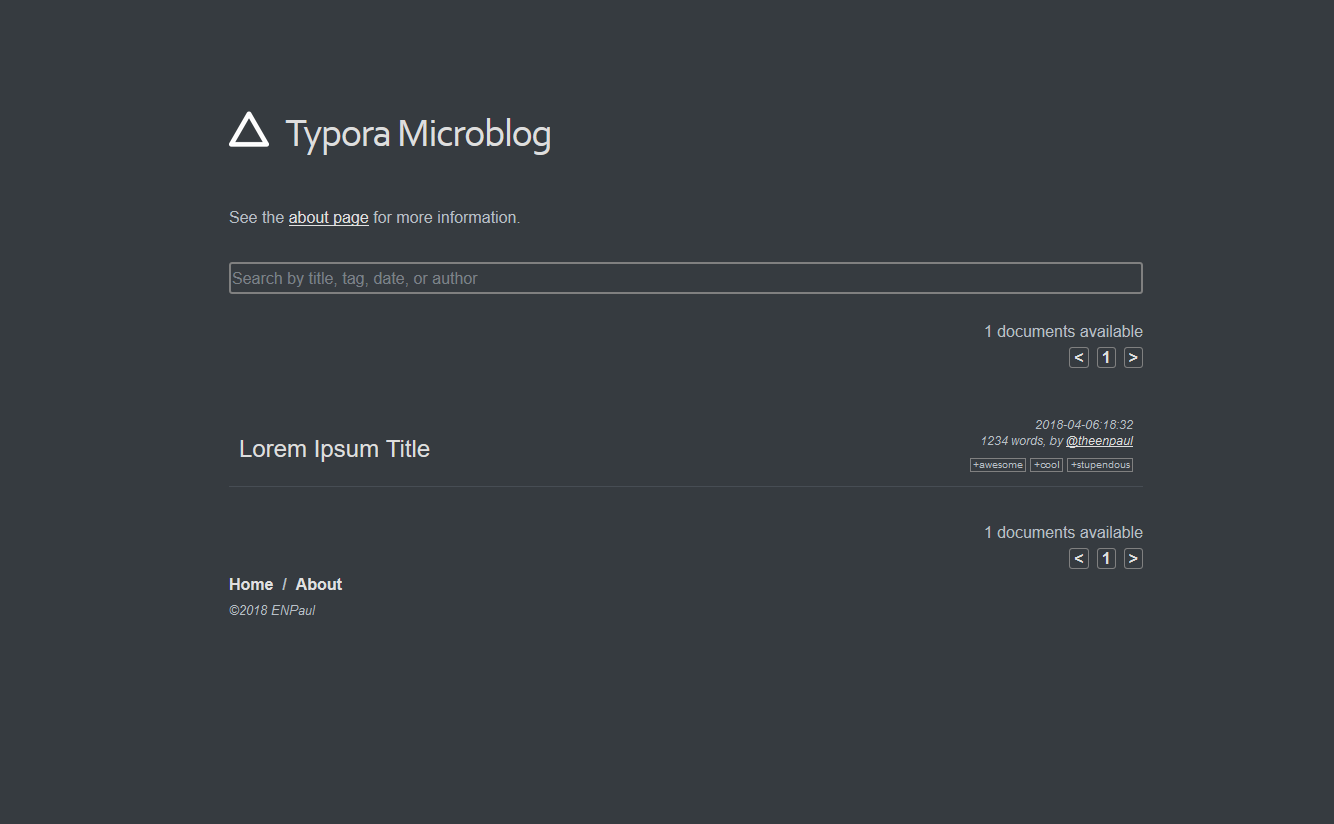 Typora Microblog
See the about page for more information.
Search by title, tag, date, or author
1 documents available
< 1 >
2018-04-06:18:32
Lorem Ipsum Title
1234 words, by @theenpaul
+awesome +cool +stupendous
1 documents available
< 1 >
Home / About
©2018 ENPaul